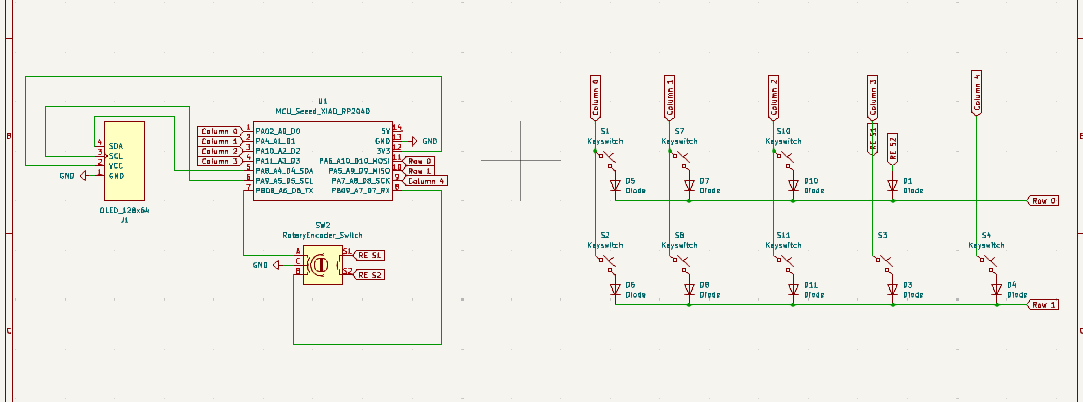 B
C
B
C
U1
MCU_Seeed_XIAO_RP2040
Column 0
Column 1
Column 2
Column 3
1
2
3
4
5
6
7
PA02_A0_D0
PA4_A1_D1
PA10_A2_D2
PA11_A3_D3
PA8_A4_D4_SDA
PA9_A5_D5_SCL
PB08_A6_D6_TX
5V
GND
3V3
PA6_A10_D10_MOSI
PA5_A9_D9_MISO
PA7_A8_D8_SCK
PB09_A7_D7_RX
14
13
12
11
10
9
8
GND
Row 0
Row 1
Column 4
4
3
2
1
SDA
SCL
VCC
GND
GND
OLED_128x64
J1
SW2
RotaryEncoder_Switch
A
C
B
S1
S2
GND
RE S1
RE S2
Column 0
Column 1
Column 2
Column 3
Column 4
RE S1
RE S2
S1
Keyswitch
S7
Keyswitch
S10
Keyswitch
D5
Diode
D7
Diode
D10
Diode
D1
Diode
Row 0
S2
Keyswitch
S8
Keyswitch
S11
Keyswitch
S3
S4
Keyswitch
D6
Diode
D8
Diode
D11
Diode
D3
Diode
D4
Diode
Row 1